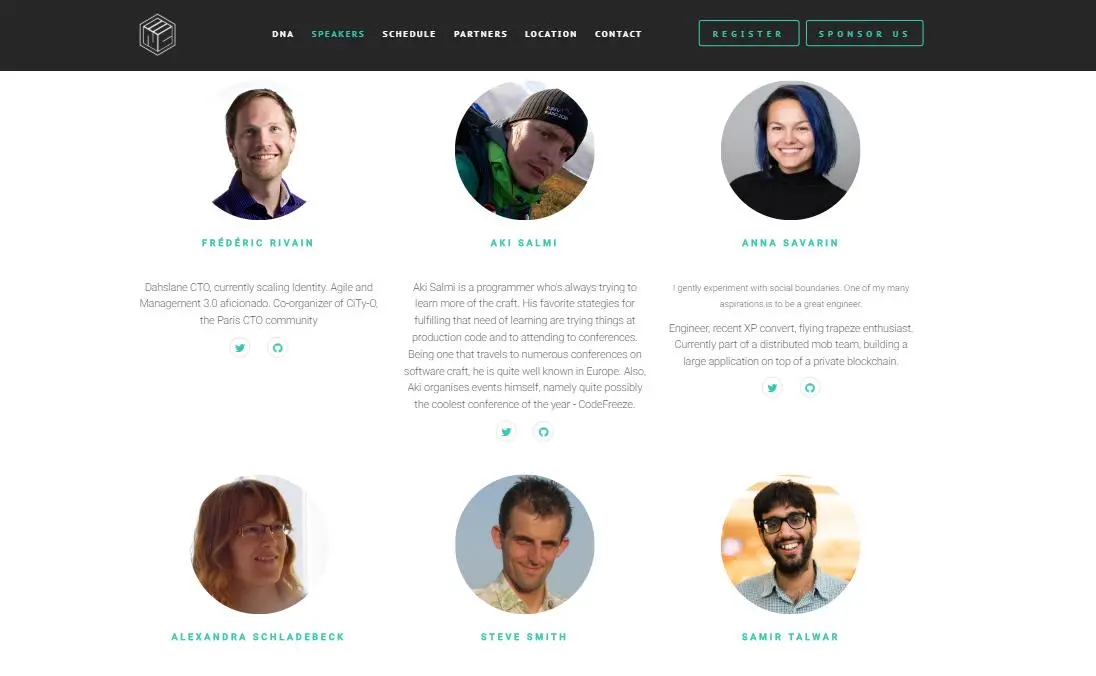 DNA SPEAKERS SCHEDULE PARTNERS LOCATION CONTACT REGISTER SPONSOR US
FRÉDÉRIC RIVAIN
Dahslane CTO, currently scaling Identity. Agile and
Management 3.0 aficionado. Co-organizer of CiTy-O,
the Paris CTO community
AKI SALMI
Aki Salmi is a programmer who's always trying to
learn more of the craft. His favorite stategies for
fulfilling that need of learning are trying things at
production code and to attending to conferences.
Being one that travels to numerous conferences on
software craft, he is quite well known in Europe. Also,
Aki organises events himself, namely quite possibly
the coolest conference of the year - CodeFreeze.
ANNA SAVARIN
I gently experiment with social boundaries. One of my many
aspirations is to be a great engineer.
Engineer, recent XP convert, flying trapeze enthusiast.
Currently part of a distributed mob team, building a
large application on top of a private blockchain.
ALEXANDRA SCHLADEBECK
STEVE SMITH
SAMIR TALWAR